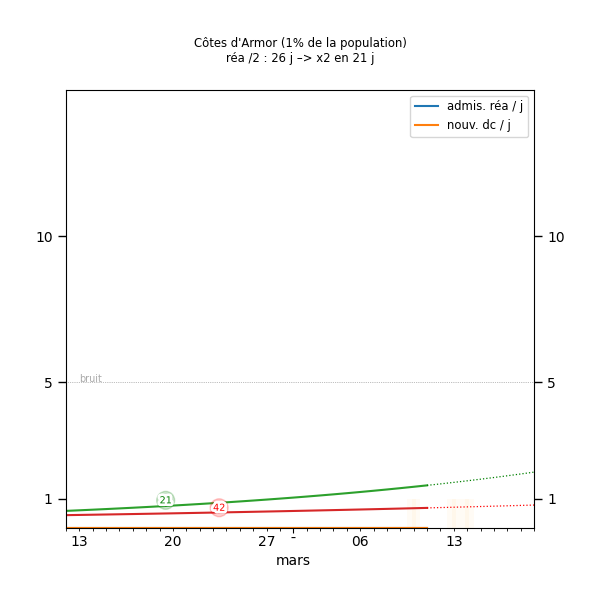 Côtes d'Armor (1% de la population)
réa /2 : 26 j –> x2 en 21 j
admis. réa / j
nouv. dc / j
10 10
bruit
5 5
21
42
1 1
13 20 27 - 06 13
mars